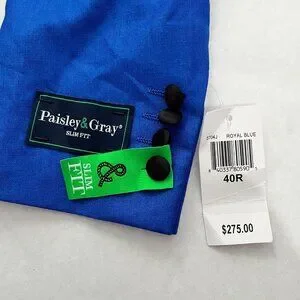 Paisley&Gray®
SLIM FIT
SLIM
FIT
&
ROYAL BLUE
40R
$275.00